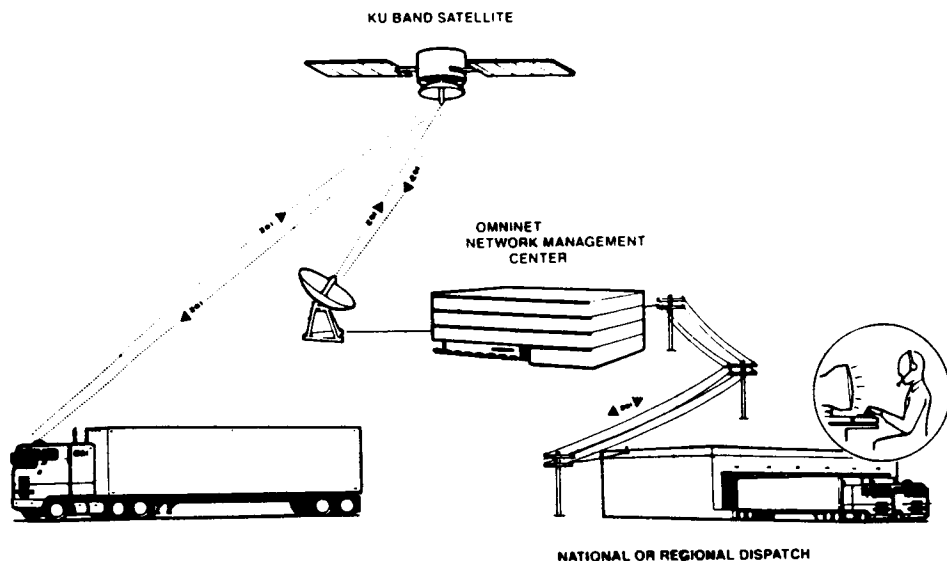 KU BAND SATELLITE
OMNINET
NETWORK MANAGEMENT
CENTER
NATIONAL OR REGIONAL DISPATCH